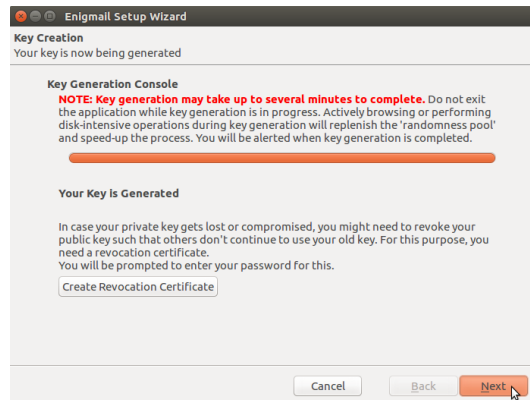 Enigmail Setup Wizard
Key Creation
Your key is now being generated
Key Generation Console
NOTE: Key generation may take up to several minutes to complete. Do not exit
the application while key generation is in progress. Actively browsing or performing
disk-intensive operations during key generation will replenish the 'randomness pool'
and speed-up the process. You will be alerted when key generation is completed.
Your Key is Generated
In case your private key gets lost or compromised, you might need to revoke your
public key such that others don't continue to use your old key. For this purpose, you
need a revocation certificate.
You will be prompted to enter your password for this.
Create Revocation Certificate
Cancel Back Next